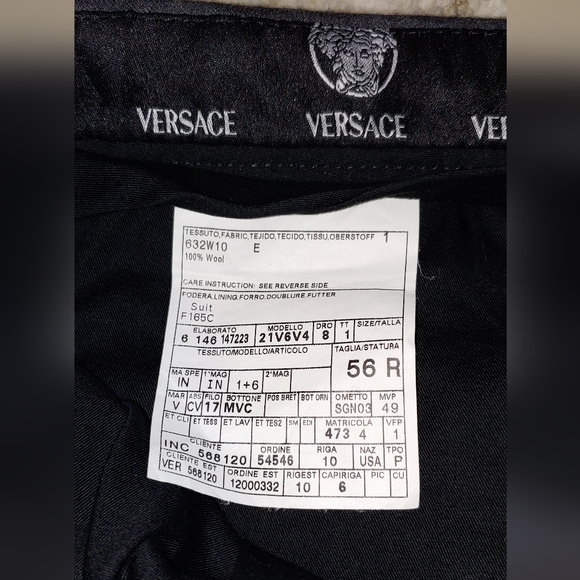 VERSACE VERSACE VE
TESSUTO,FABRIC,TEJIDO,TECIDO,TISSU,OBERSTOFF 1
632W10 E
100% Wool
CARE INSTRUCTION: SEE REVERSE SIDE
FODERA,LINING,FORRO,DOUBLURE,FUTTER
Suit
F165C
ELABORATO MODELLO DRO TT SIZE/TALLA
6 146 147223 21V6V4 8 1
TESSUTO/MODELLO/ARTICOLO TAGLIA/STATURA
56 R
MA SPE 1°MAG 2°MAG
IN IN 1+6
MAR ABS FILO BOTTONE POS BRET BOT ORN OMETTO MVP
V CV 17 MVC SGN03 49
ET CLI ET TESS ET LAV ET TES2 SM EDI MATRICOLA VFP
473 4 1
CLIENTE ORDINE RIGA NAZ TPO
INC 568120 54546 10 USA P
CLIENTE EST ORDINE EST RIGEST CAPIRIGA PIC CU
VER 568120 12000332 10 6